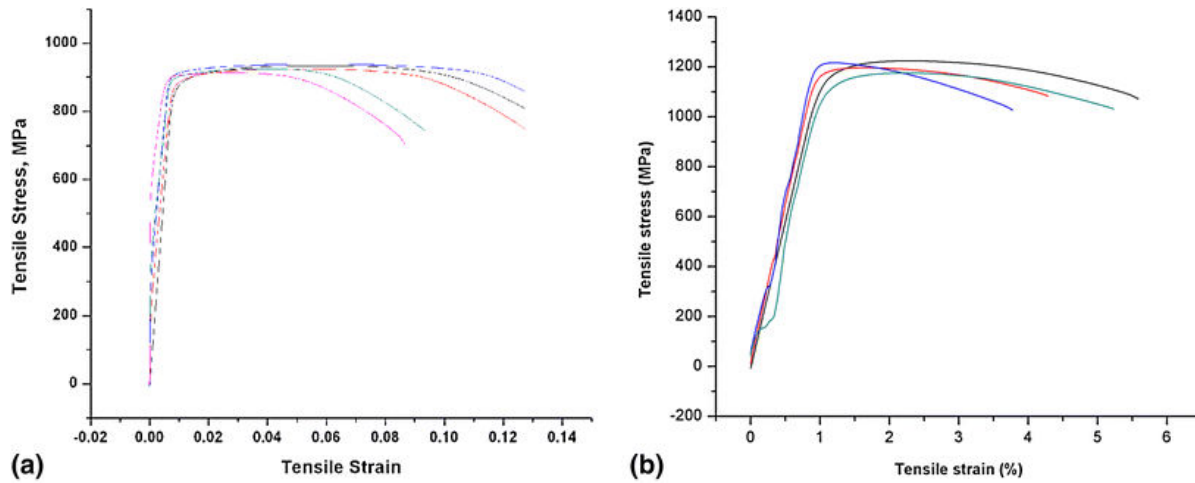 1000
800
600
400
200
0
Tensile Stress, MPa
-0.02 0.00 0.02 0.04 0.06 0.08 0.10 0.12 0.14
Tensile Strain
(a)
1400
1200
1000
800
600
400
200
0
-200
Tensile stress (MPa)
0 1 2 3 4 5 6
Tensile strain (%)
(b)